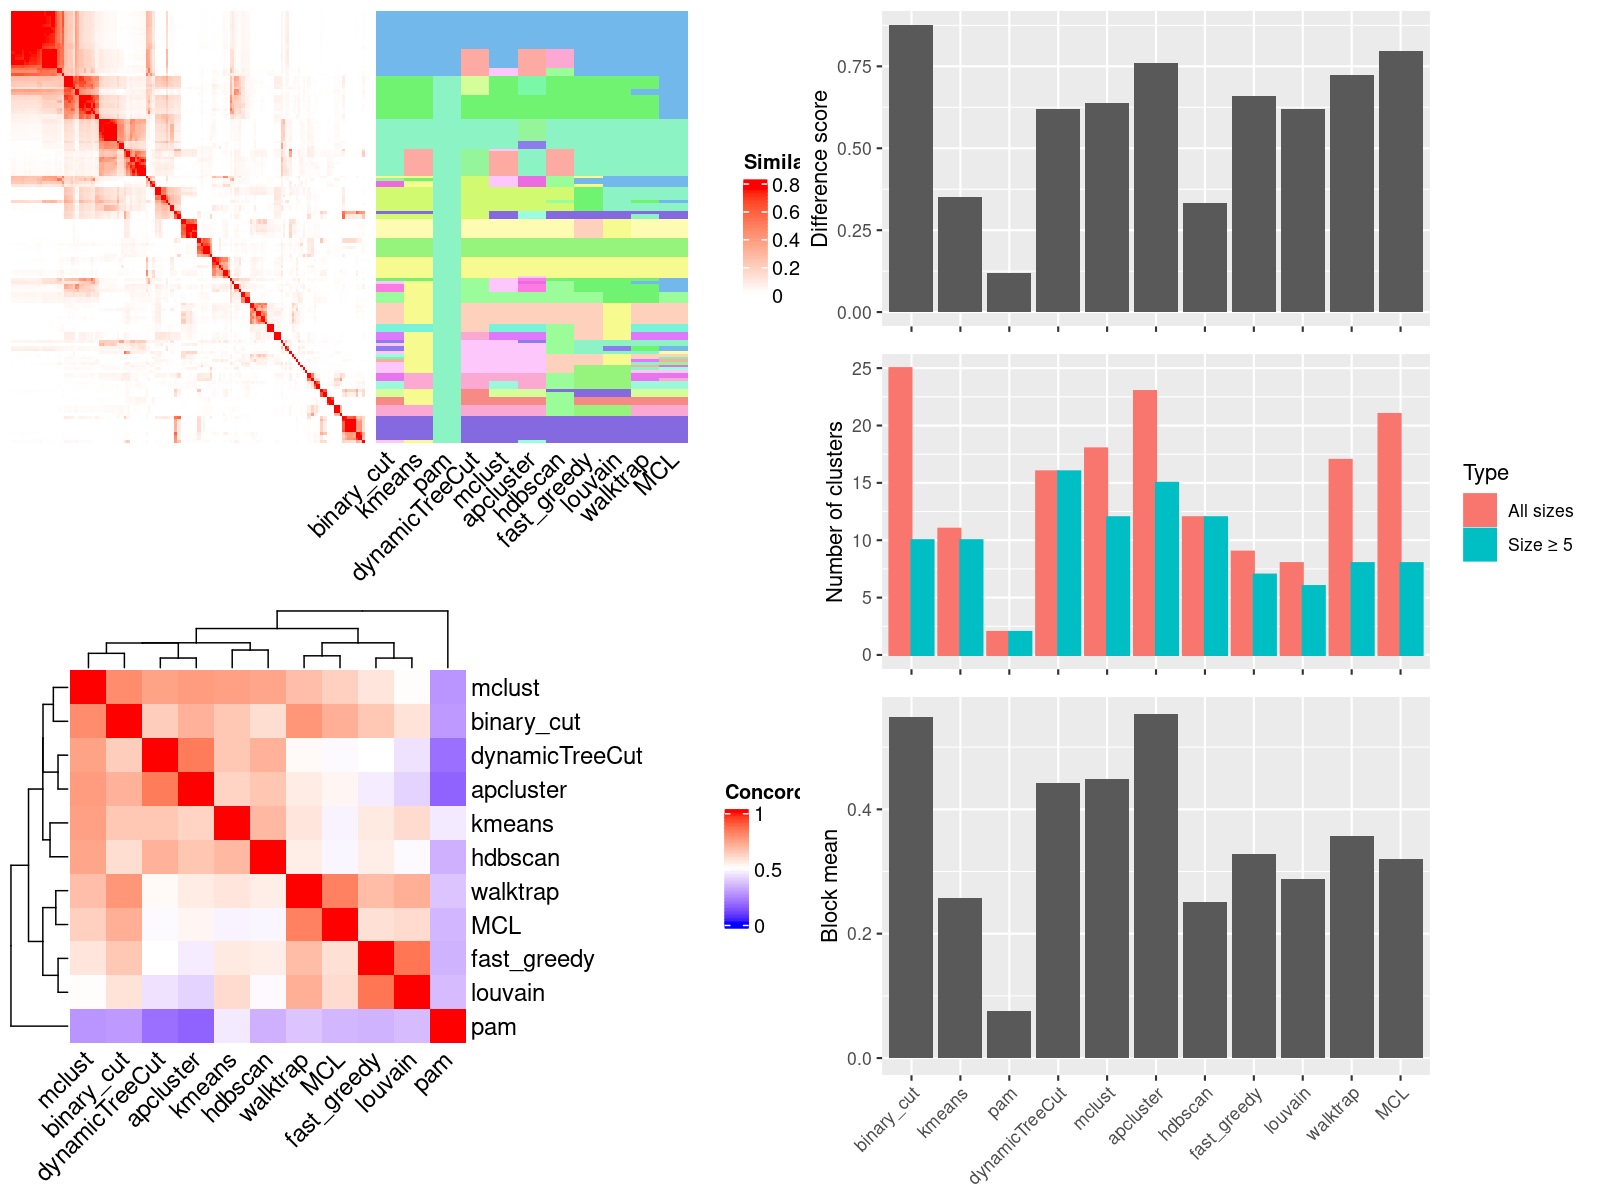 Simila
0.8
0.6
0.4
0.2
0
binary_cut
kmeans
pam
dynamicTreeCut
mclust
apcluster
hdbscan
fast_greedy
louvain
walktrap
MCL
mclust
binary_cut
dynamicTreeCut
apcluster
kmeans
hdbscan
walktrap
MCL
fast_greedy
louvain
pam
mclust
binary_cut
dynamicTreeCut
apcluster
kmeans
hdbscan
walktrap
MCL
fast_greedy
louvain
pam
Concord
1
0.5
0
Difference score
0.75
0.50
0.25
0.00
Number of clusters
25
20
15
10
5
0
Type
All sizes
Size ≥ 5
Block mean
0.4
0.2
0.0
binary_cut
kmeans
pam
dynamicTreeCut
mclust
apcluster
hdbscan
fast_greedy
louvain
walktrap
MCL